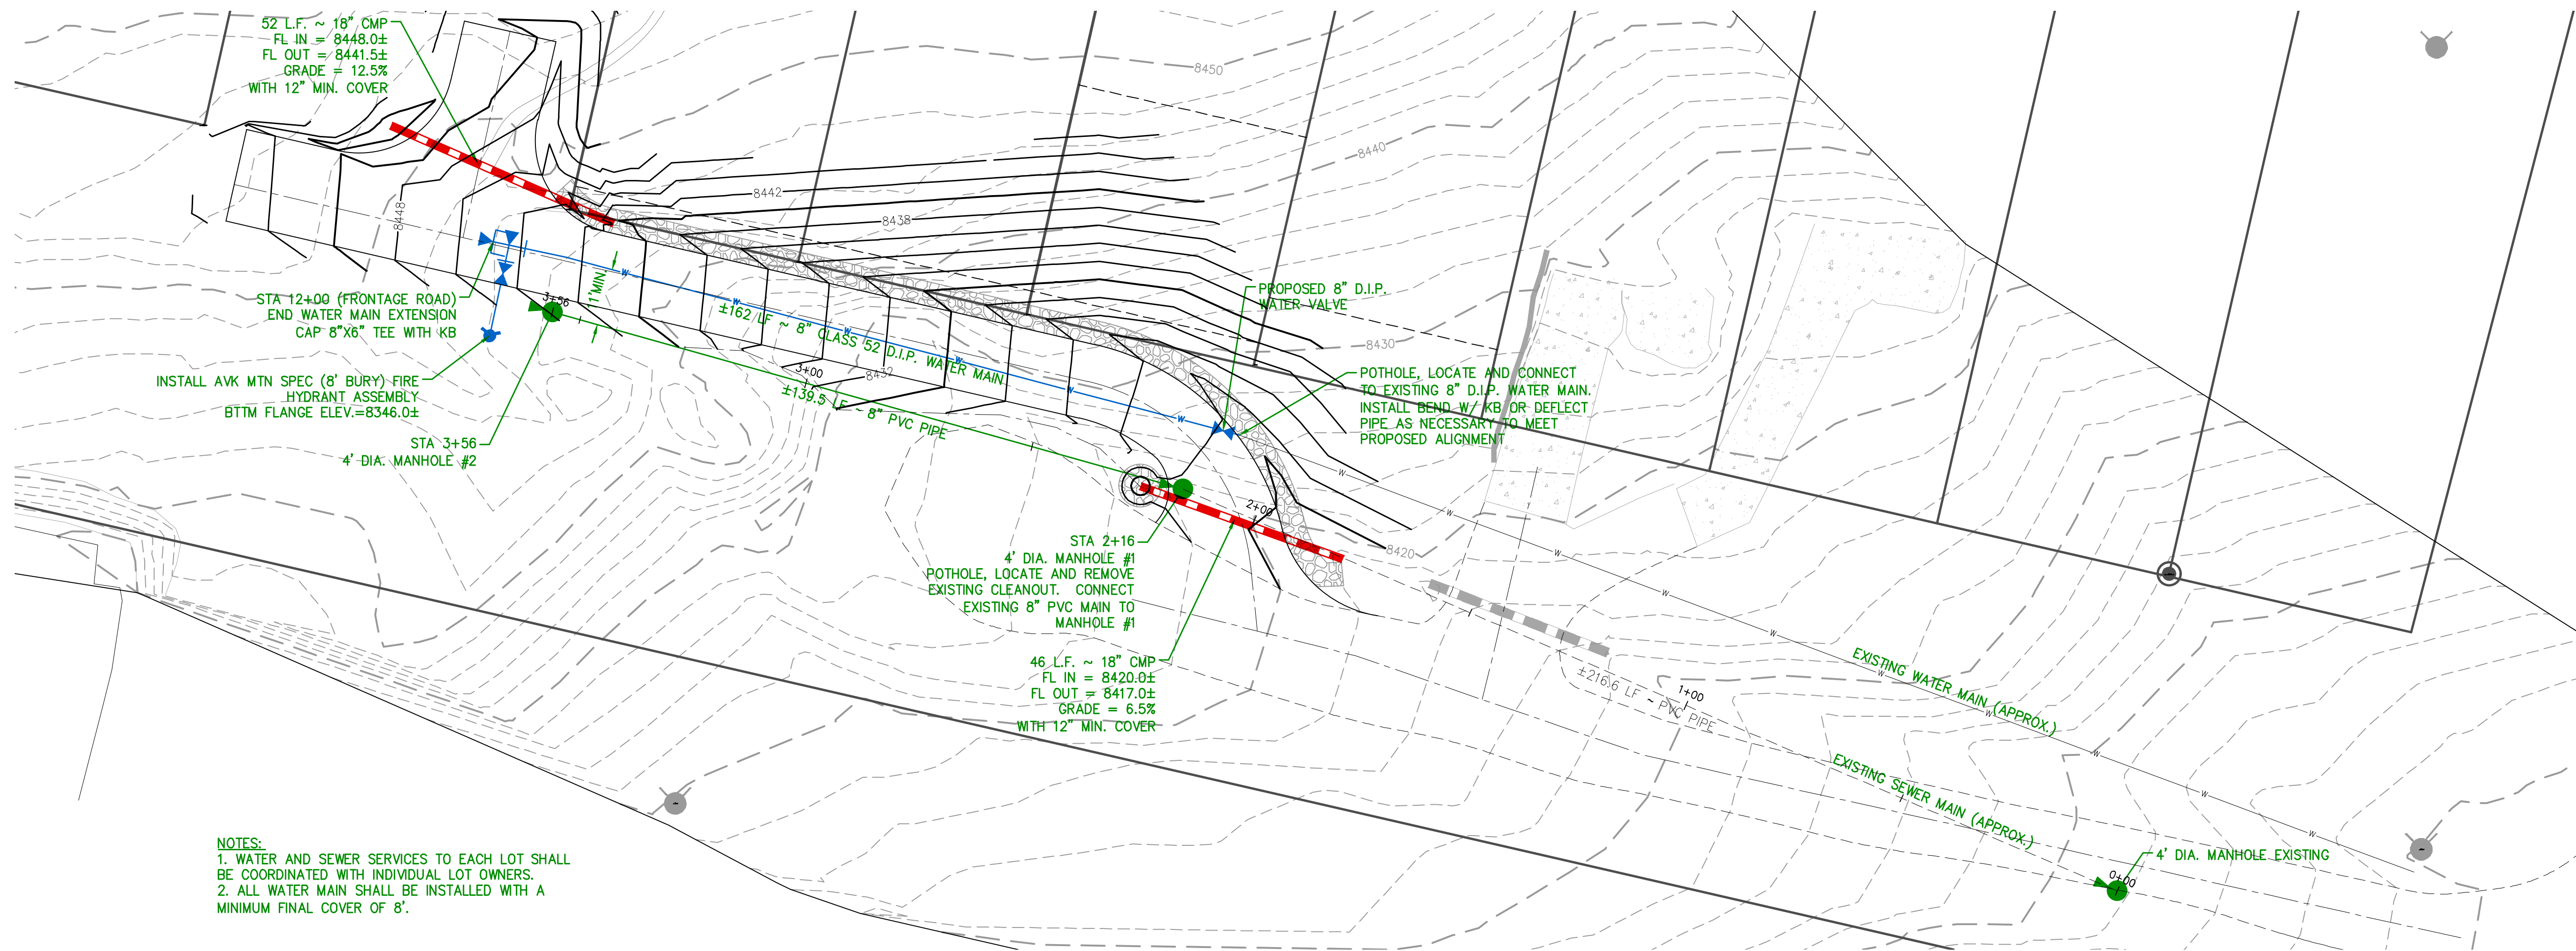 52 L.F. ~ 18" CMP
FL IN = 8448.0±
FL OUT = 8441.5±
GRADE = 12.5%
WITH 12" MIN. COVER
8450
8440
8442
8438
8448
8430
8432
8420
STA 12+00 (FRONTAGE ROAD)
END WATER MAIN EXTENSION
CAP 8"X6" TEE WITH KB
INSTALL AVK MTN SPEC (8' BURY) FIRE
HYDRANT ASSEMBLY
BTTM FLANGE ELEV.=8346.0±
STA 3+56
4' DIA. MANHOLE #2
3+56
11'MIN.
W
W
W
W
W
W
±162 LF ~ 8" CLASS 52 D.I.P. WATER MAIN
3+00
±139.5 LF ~ 8" PVC PIPE
PROPOSED 8" D.I.P.
WATER VALVE
POTHOLE, LOCATE AND CONNECT
TO EXISTING 8" D.I.P. WATER MAIN.
INSTALL BEND W/ KB OR DEFLECT
PIPE AS NECESSARY TO MEET
PROPOSED ALIGNMENT
2+00
STA 2+16
4' DIA. MANHOLE #1
POTHOLE, LOCATE AND REMOVE
EXISTING CLEANOUT. CONNECT
EXISTING 8" PVC MAIN TO
MANHOLE #1
46 L.F. ~ 18" CMP
FL IN = 8420.0±
FL OUT = 8417.0±
GRADE = 6.5%
WITH 12" MIN. COVER
W
W
W
W
W
W
W
W
W
W
1+00
±216.6 LF ~ PVC PIPE
EXISTING WATER MAIN (APPROX.)
EXISTING SEWER MAIN (APPROX.)
4' DIA. MANHOLE EXISTING
0+00
NOTES:
1. WATER AND SEWER SERVICES TO EACH LOT SHALL
BE COORDINATED WITH INDIVIDUAL LOT OWNERS.
2. ALL WATER MAIN SHALL BE INSTALLED WITH A
MINIMUM FINAL COVER OF 8'.